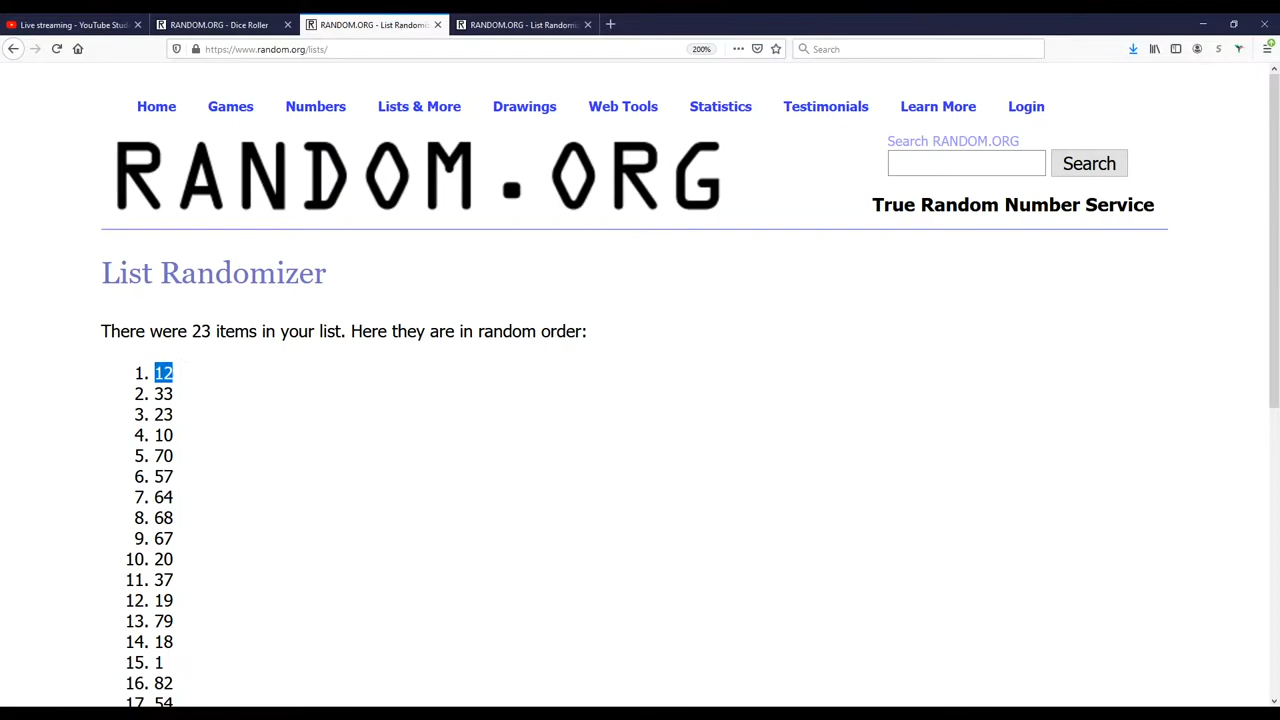 Live streaming - YouTube Stud
RANDOM.ORG - Dice Roller
RANDOM.ORG - List Randomiz
RANDOM.ORG - List Randomiz
https://www.random.org/lists/
200%
Search
Home Games Numbers Lists & More Drawings Web Tools Statistics Testimonials Learn More Login
RANDOM.ORG
Search RANDOM.ORG
Search
True Random Number Service
List Randomizer
There were 23 items in your list. Here they are in random order:
1. 12
2. 33
3. 23
4. 10
5. 70
6. 57
7. 64
8. 68
9. 67
10. 20
11. 37
12. 19
13. 79
14. 18
15. 1
16. 82
17. 54